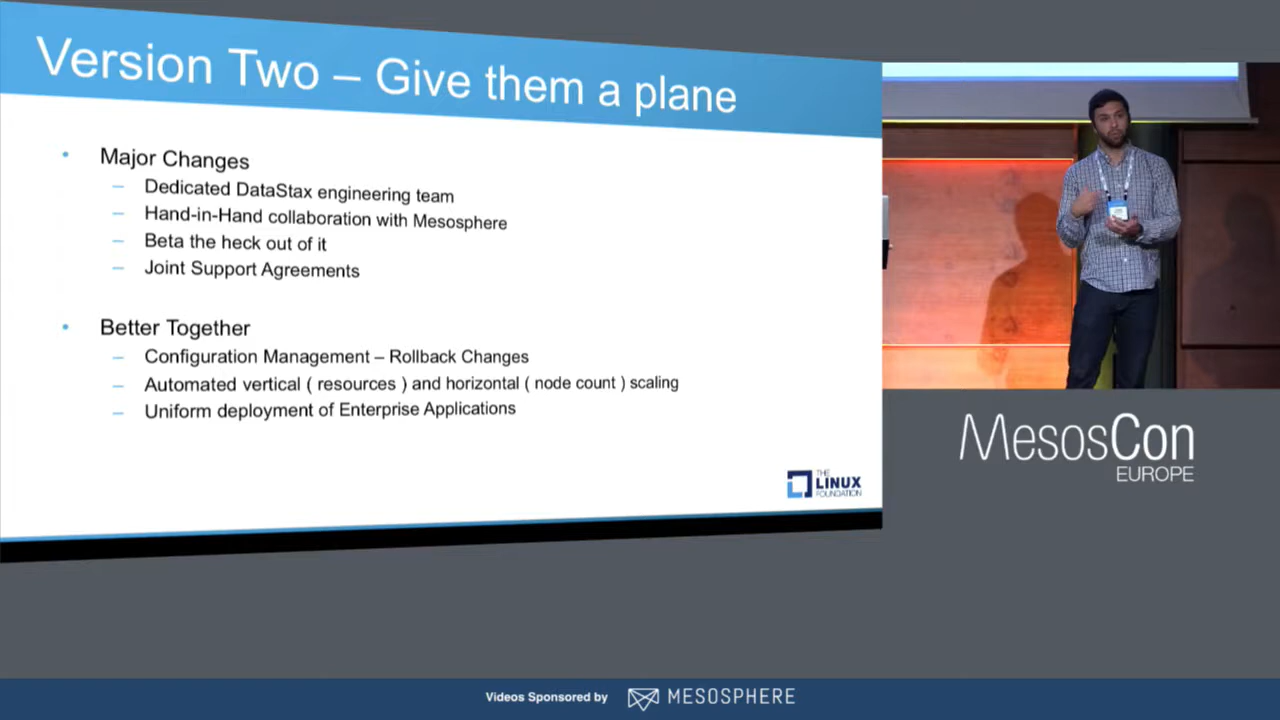 Version Two – Give them a plane
• Major Changes
– Dedicated DataStax engineering team
– Hand-in-Hand collaboration with Mesosphere
– Beta the heck out of it
– Joint Support Agreements
• Better Together
– Configuration Management – Rollback Changes
– Automated vertical ( resources ) and horizontal ( node count ) scaling
– Uniform deployment of Enterprise Applications
THE
LINUX
FOUNDATION
MesosCon
EUROPE
Videos Sponsored by
MESOSPHERE